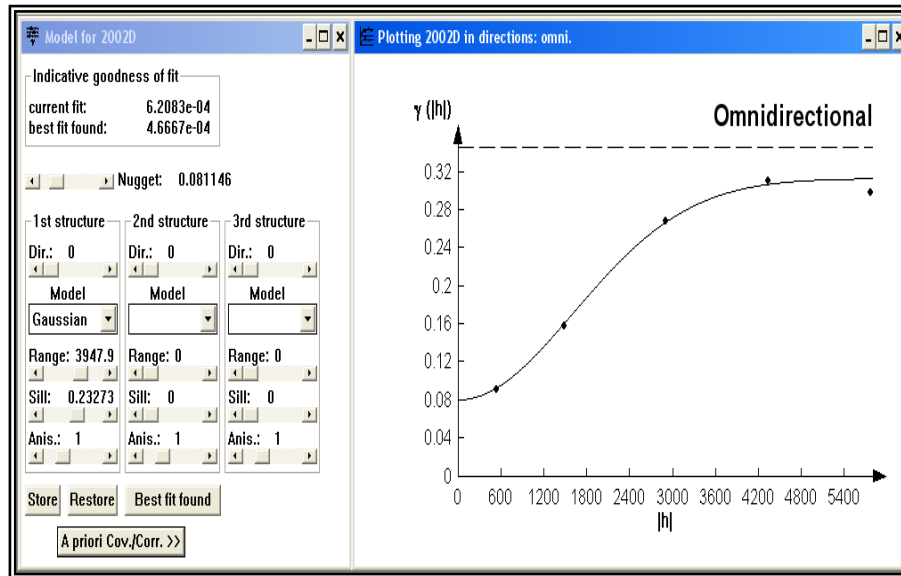 Model for 2002D
Indicative goodness of fit
current fit: 6.2083e-04
best fit found: 4.6667e-04
Nugget: 0.081146
1st structure
Dir.: 0
Model
Gaussian
Range: 3947.9
Sill: 0.23273
Anis.: 1
2nd structure
Dir.: 0
Model
Range: 0
Sill: 0
Anis.: 1
3rd structure
Dir.: 0
Model
Range: 0
Sill: 0
Anis.: 1
Store Restore Best fit found
A priori Cov./Corr. >>
Plotting 2002D in directions: omni.
γ (|h|)
Omnidirectional
0.32
0.28
0.24
0.2
0.16
0.12
0.08
0.04
0
0 600 1200 1800 2400 3000 3600 4200 4800 5400
|h|